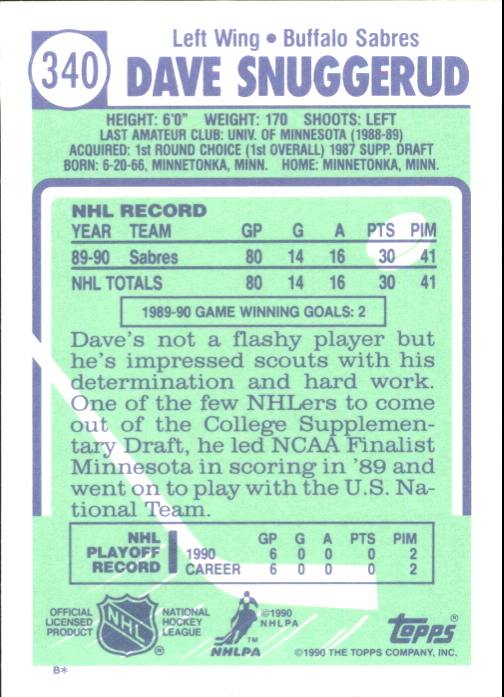 340
Left Wing • Buffalo Sabres
DAVE SNUGGERUD
HEIGHT: 6'0" WEIGHT: 170 SHOOTS: LEFT
LAST AMATEUR CLUB: UNIV. OF MINNESOTA (1988-89)
ACQUIRED: 1st ROUND CHOICE (1st OVERALL) 1987 SUPP. DRAFT
BORN: 6-20-66, MINNETONKA, MINN. HOME: MINNETONKA, MINN.
NHL RECORD
YEAR TEAM GP G A PTS PIM
89-90 Sabres 80 14 16 30 41
NHL TOTALS 80 14 16 30 41
1989-90 GAME WINNING GOALS: 2
Dave's not a flashy player but
he's impressed scouts with his
determination and hard work.
One of the few NHLers to come
out of the College Supplemen-
tary Draft, he led NCAA Finalist
Minnesota in scoring in '89 and
went on to play with the U.S. Na-
tional Team.
NHL PLAYOFF RECORD
GP G A PTS PIM
1990 6 0 0 0 2
CAREER 6 0 0 0 2
OFFICIAL
LICENSED
PRODUCT
NHL
®
NATIONAL
HOCKEY
LEAGUE
©1990
NHLPA
TM
NHLPA
topps®
©1990 THE TOPPS COMPANY, INC.
B*